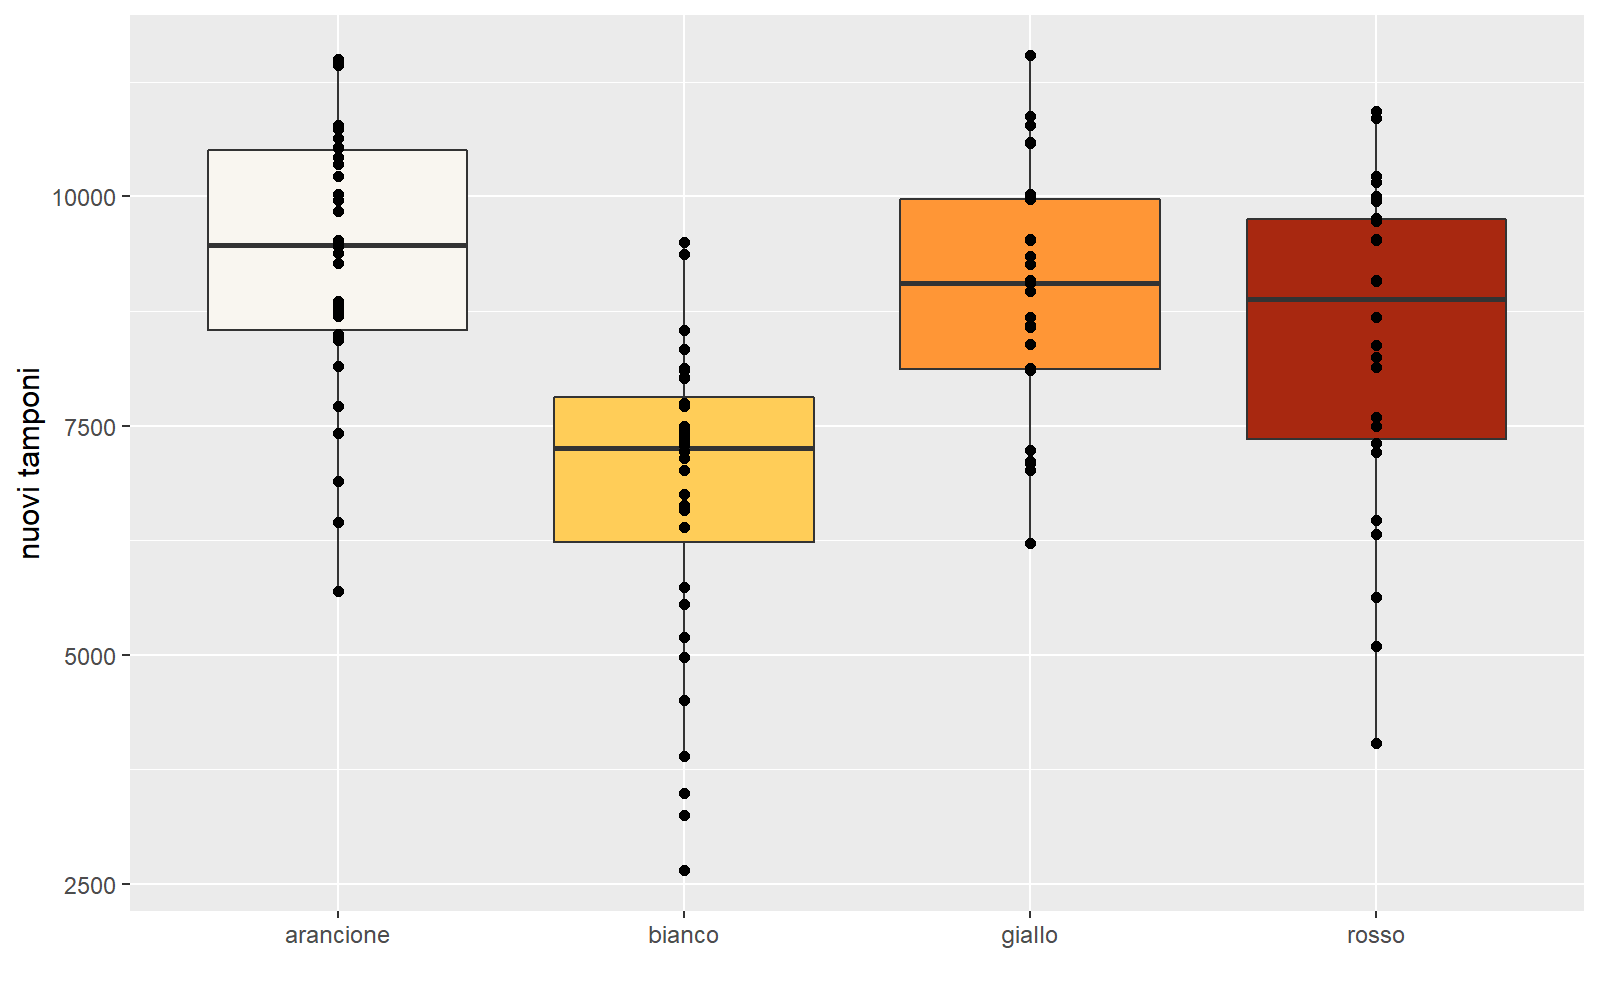 nuovi tamponi
10000
7500
5000
2500
arancione
bianco
giallo
rosso